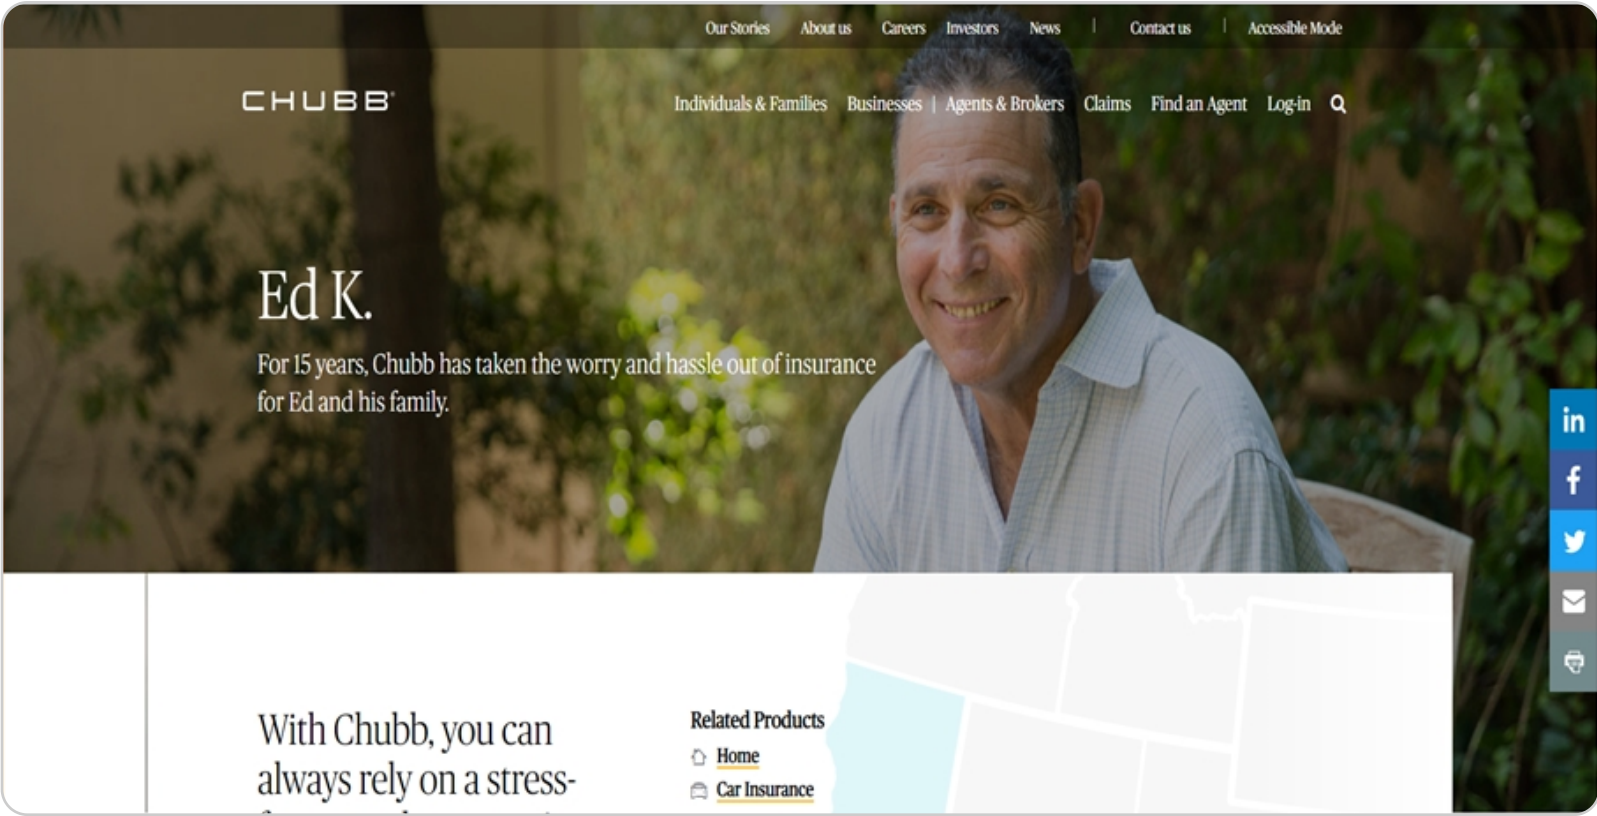 Our Stories About us Careers Investors News | Contact us | Accessible Mode
CHUBB®
Individuals & Families Businesses | Agents & Brokers Claims Find an Agent Log-in
Ed K.
For 15 years, Chubb has taken the worry and hassle out of insurance
for Ed and his family.
in
f
With Chubb, you can
always rely on a stress-
Related Products
Home
Car Insurance